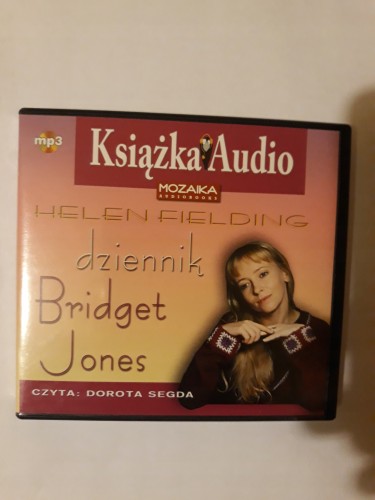 mp3
Książka Audio
MOZAIKA
AUDIOBOOKS
HELEN FIELDING
dziennik
Bridget
Jones
CZYTA: DOROTA SEGDA